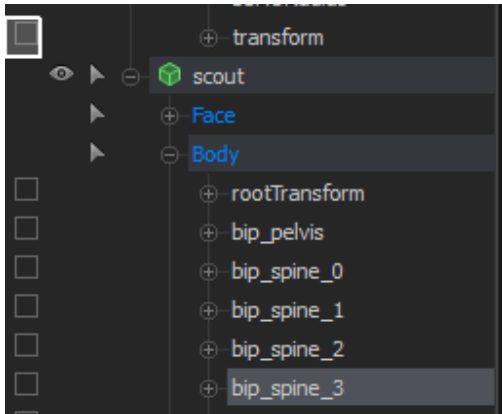 transform
scout
Face
Body
rootTransform
bip_pelvis
bip_spine_0
bip_spine_1
bip_spine_2
bip_spine_3